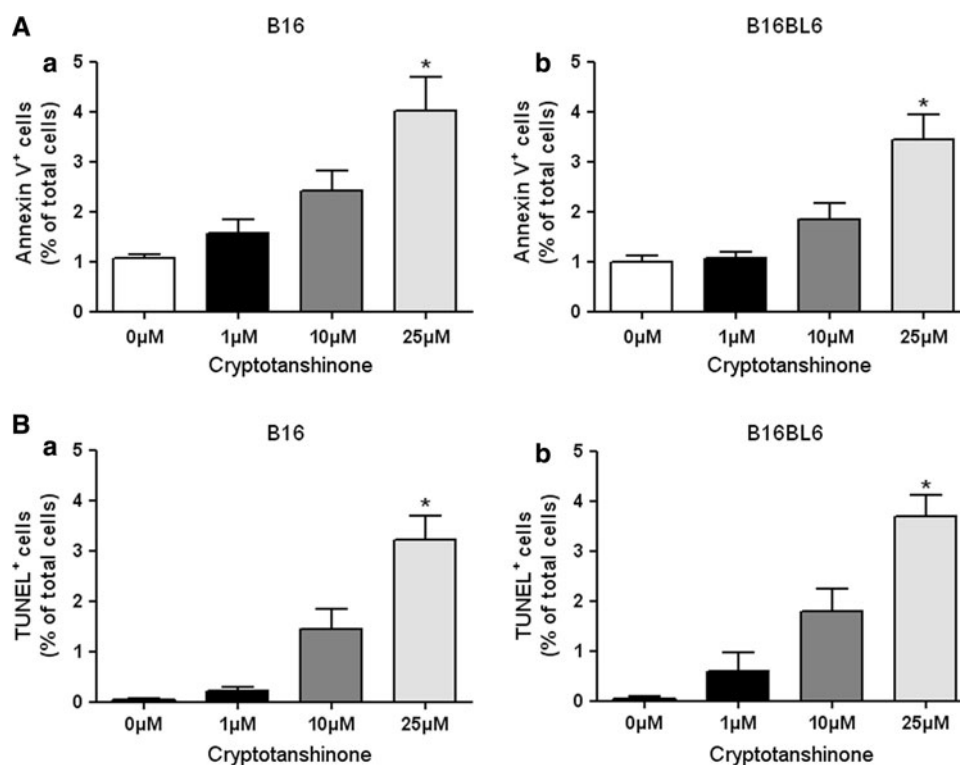 A
B16
a
Annexin V⁺ cells
(% of total cells)
5
4
3
2
1
0
*
0µM 1µM 10µM 25µM
Cryptotanshinone
B16BL6
b
Annexin V⁺ cells
(% of total cells)
5
4
3
2
1
0
*
0µM 1µM 10µM 25µM
Cryptotanshinone
B
B16
a
TUNEL⁺ cells
(% of total cells)
5
4
3
2
1
0
*
0µM 1µM 10µM 25µM
Cryptotanshinone
B16BL6
b
TUNEL⁺ cells
(% of total cells)
5
4
3
2
1
0
*
0µM 1µM 10µM 25µM
Cryptotanshinone